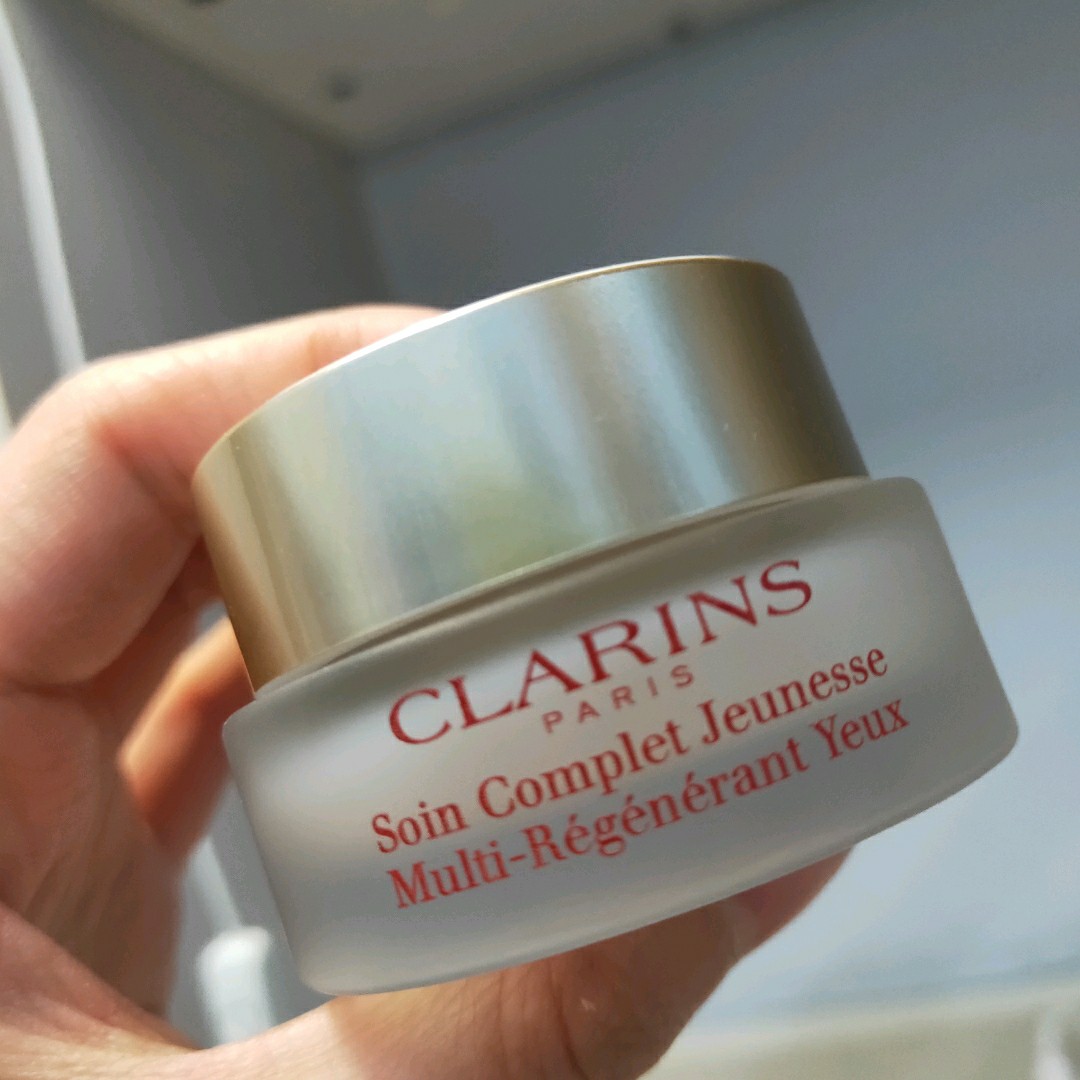 CLARINS
PARIS
Soin Complet Jeunesse
Multi-Régénérant Yeux